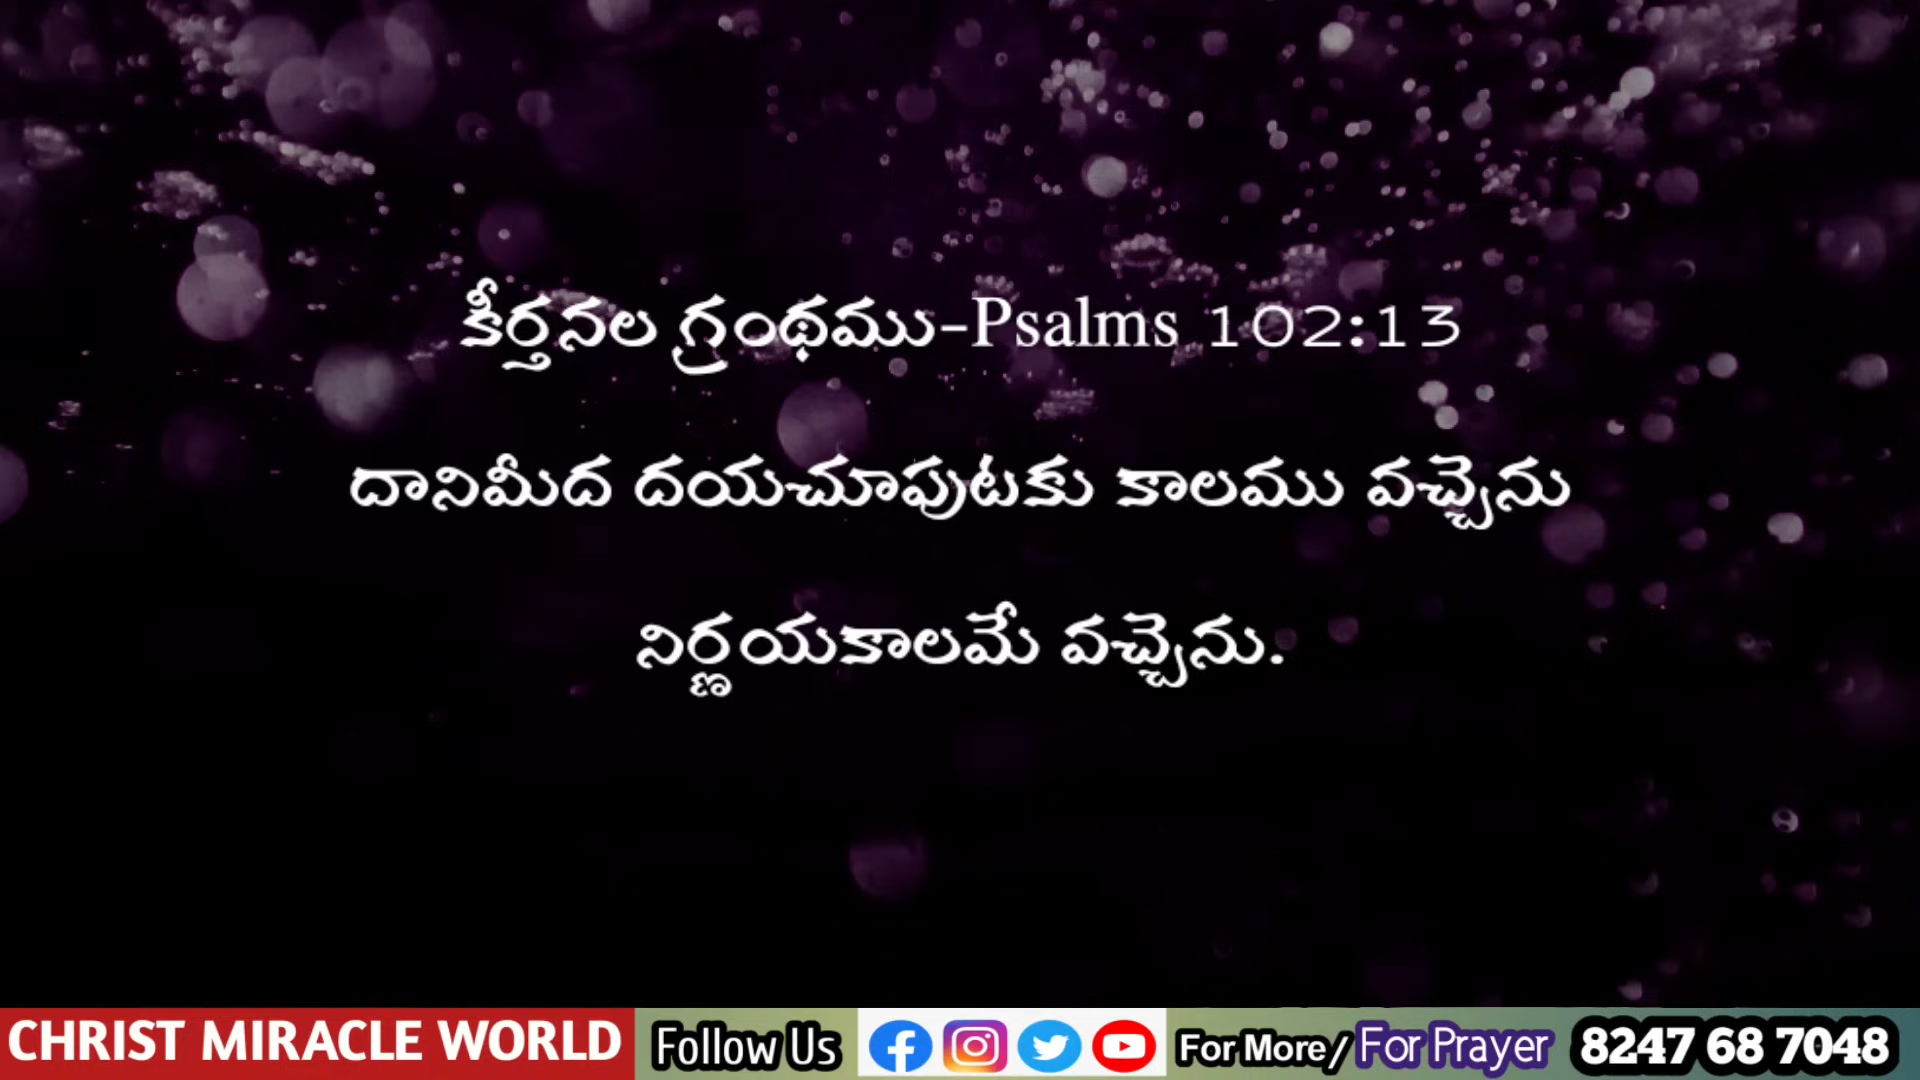 కీర్తనల గ్రంథము-Psalms 102:13
దానిమీద దయచూపుటకు కాలము వచ్చెను
నిర్ణయకాలమే వచ్చెను.
CHRIST MIRACLE WORLD Follow Us For More/ For Prayer 8247 68 7048